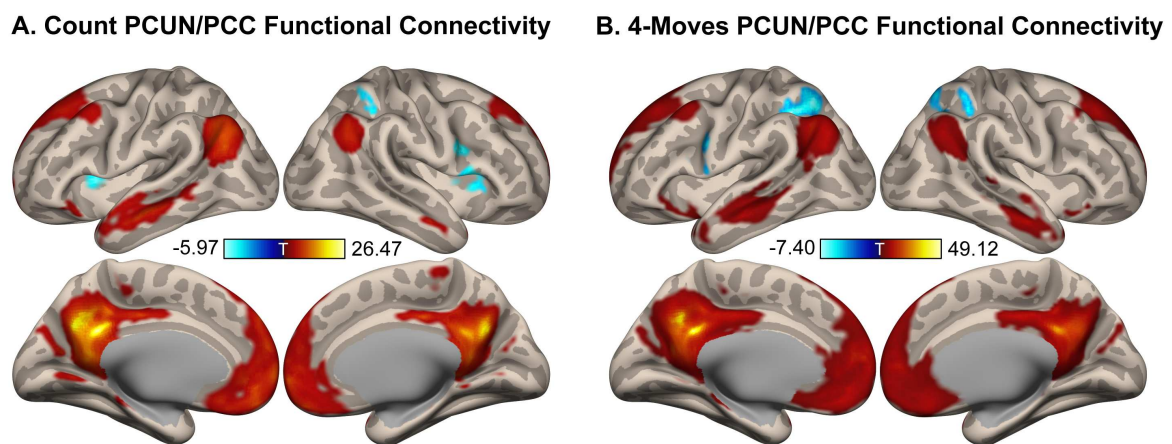 A. Count PCUN/PCC Functional Connectivity
B. 4-Moves PCUN/PCC Functional Connectivity
-5.97 T 26.47
-7.40 T 49.12